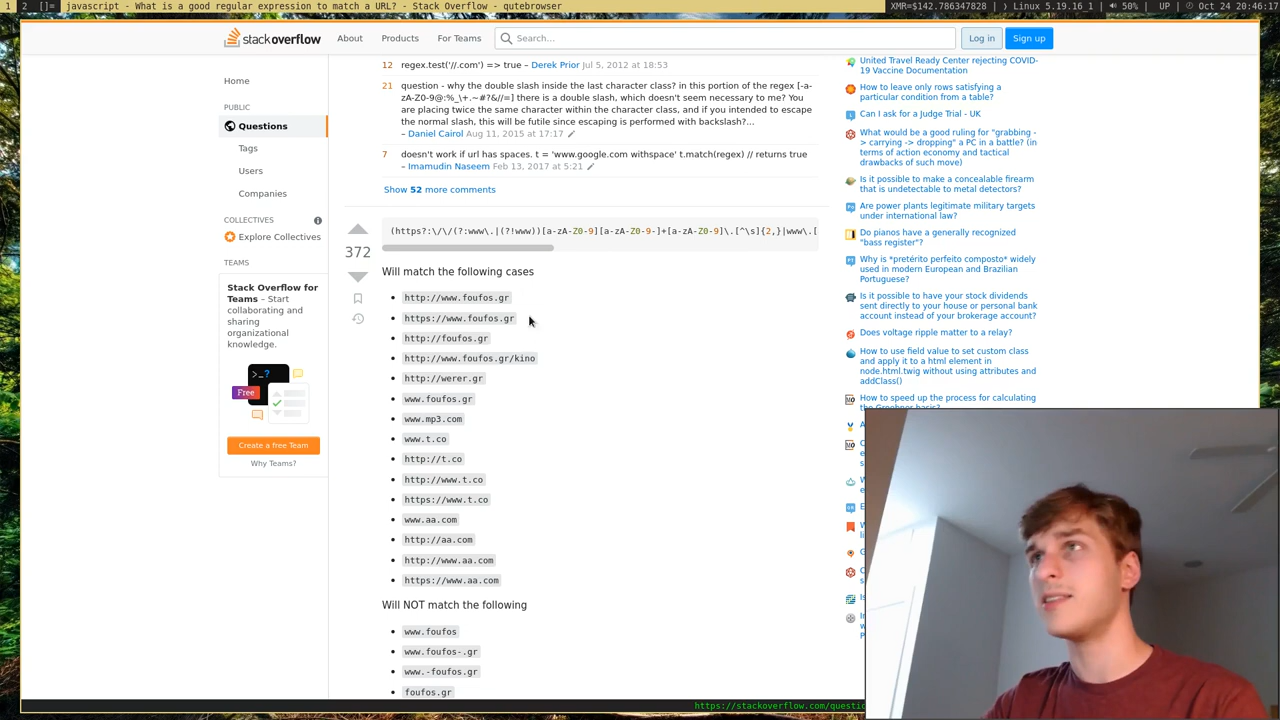 1 2 []= javascript - What is a good regular expression to match a URL? - Stack Overflow - qutebrowser
XMR=$142.786347828 | ❭ Linux 5.19.16_1 | 50% | UP | Oct 24 20:46:17
stackoverflow
About
Products
For Teams
Search...
Log in
Sign up
Home
PUBLIC
Questions
Tags
Users
Companies
COLLECTIVES
Explore Collectives
TEAMS
Stack Overflow for
Teams – Start
collaborating and
sharing
organizational
knowledge.
>_?
Free
Create a free Team
Why Teams?
12 regex.test('//.com') => true – Derek Prior Jul 5, 2012 at 18:53
21 question - why the double slash inside the last character class? in this portion of the regex [-a-
zA-Z0-9@:%_\+.~#?&//=] there is a double slash, which doesn't seem necessary to me? You
are placing twice the same character within the character class, and if you intended to escape
the normal slash, this will be futile since escaping is performed with backslash?...
– Daniel Cairol Aug 11, 2015 at 17:17
7 doesn't work if url has spaces. t = 'www.google.com withspace' t.match(regex) // returns true
– Imamudin Naseem Feb 13, 2017 at 5:21
Show 52 more comments
372
(https?:\/\/(?:www\.|(?!www))[a-zA-Z0-9][a-zA-Z0-9-]+[a-zA-Z0-9]\.[^\s]{2,}|www\.[
Will match the following cases
http://www.foufos.gr
https://www.foufos.gr
http://foufos.gr
http://www.foufos.gr/kino
http://werer.gr
www.foufos.gr
www.mp3.com
www.t.co
http://t.co
http://www.t.co
https://www.t.co
www.aa.com
http://aa.com
http://www.aa.com
https://www.aa.com
Will NOT match the following
www.foufos
www.foufos-.gr
www.-foufos.gr
foufos.gr
United Travel Ready Center rejecting COVID-
19 Vaccine Documentation
How to leave only rows satisfying a
particular condition from a table?
Can I ask for a Judge Trial - UK
What would be a good ruling for "grabbing -
> carrying -> dropping" a PC in a battle? (in
terms of action economy and tactical
drawbacks of such move)
Is it possible to make a concealable firearm
that is undetectable to metal detectors?
Are power plants legitimate military targets
under international law?
Do pianos have a generally recognized
"bass register"?
Why is *pretérito perfeito composto* widely
used in modern European and Brazilian
Portuguese?
Is it possible to have your stock dividends
sent directly to your house or personal bank
account instead of your brokerage account?
Does voltage ripple matter to a relay?
How to use field value to set custom class
and apply it to a html element in
node.html.twig without using attributes and
addClass()
How to speed up the process for calculating
the Groebner basis?
https://stackoverflow.com/questio